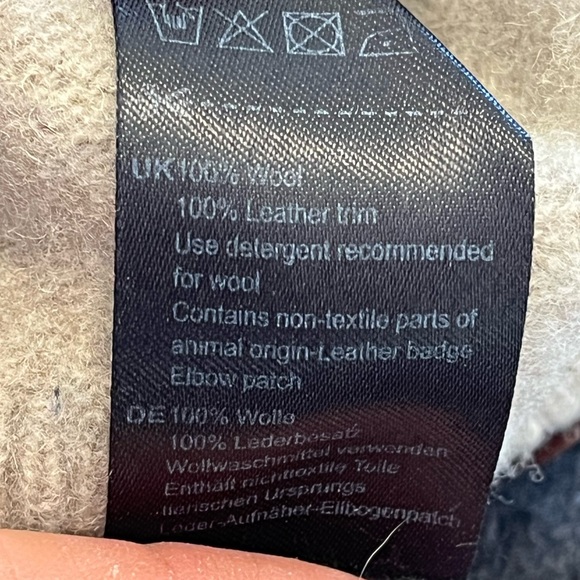 UK 100% Wool
100% Leather trim
Use detergent recommended
for wool
Contains non-textile parts of
animal origin-Leather badge
Elbow patch
DE 100% Wolle
100% Lederbesatz
Wollwaschmittel verwenden
Enthält nichttextile Teile
tierischen Ursprungs
Leder-Aufnäher-Ellbogenpatch